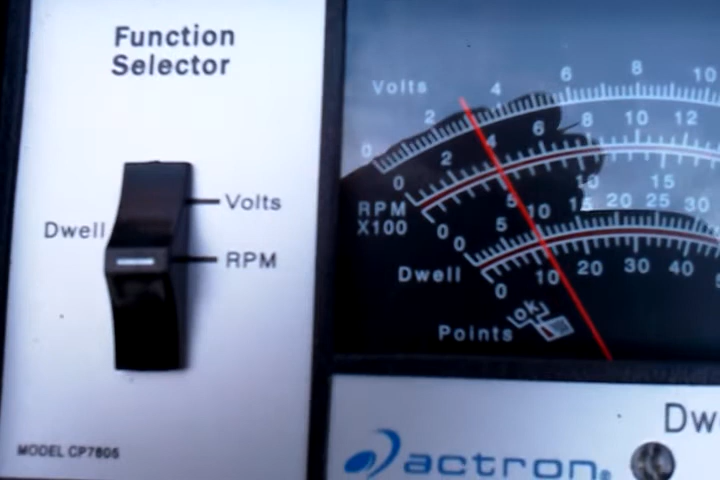 Function
Selector
Volts
Dwell
RPM
MODEL CP7805
Volts
0 2 4 6 8 10
0 2 4 6 8 10 12
RPM
X100
0 5 10 15
0 5 10 15 20 25 30
Dwell
0 10 20 30 40
Points
OK
actron